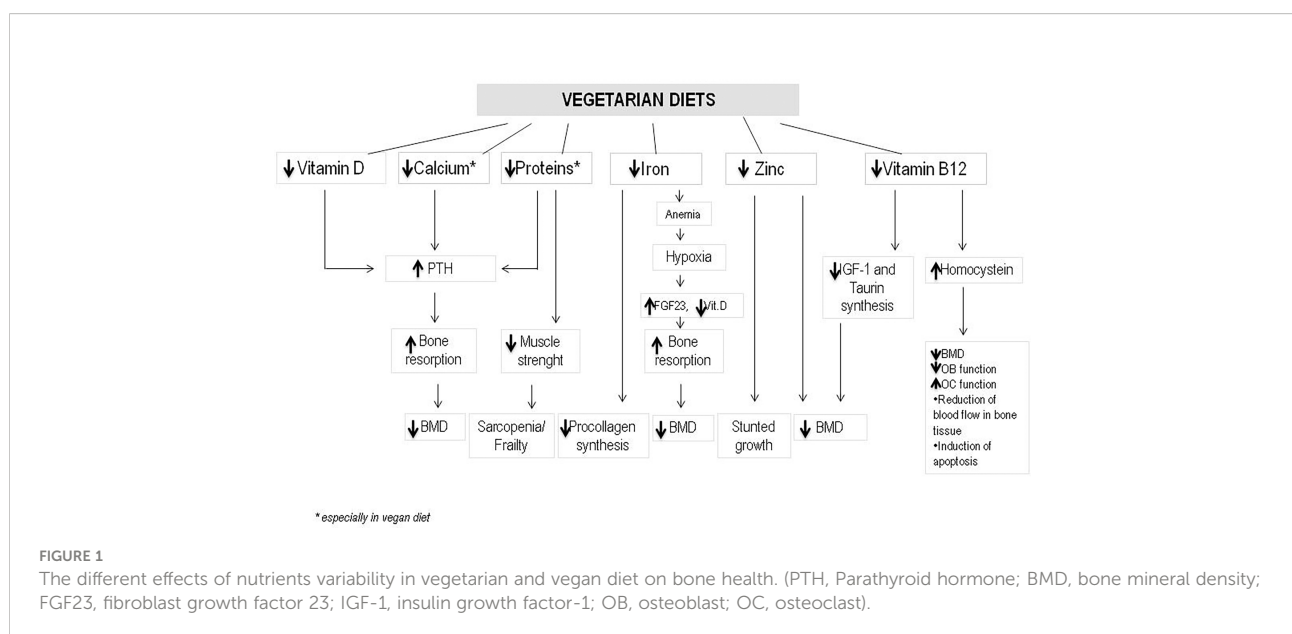 VEGETARIAN DIETS
↓Vitamin D
↓Calcium*
↓Proteins*
↓Iron
↓ Zinc
↓Vitamin B12
Anemia
Hypoxia
↑ PTH
↓IGF-1 and
Taurin
synthesis
↑Homocystein
↑FGF23, ↓Vit.D
↑ Bone
resorption
↓ Muscle
strenght
↑ Bone
resorption
↓BMD
↓OB function
↑OC function
•Reduction of
blood flow in bone
tissue
•Induction of
apoptosis
↓BMD
Sarcopenia/
Frailty
↓Procollagen
synthesis
↓BMD
Stunted
growth
↓ BMD
* especially in vegan diet
FIGURE 1
The different effects of nutrients variability in vegetarian and vegan diet on bone health. (PTH, Parathyroid hormone; BMD, bone mineral density;
FGF23, fibroblast growth factor 23; IGF-1, insulin growth factor-1; OB, osteoblast; OC, osteoclast).